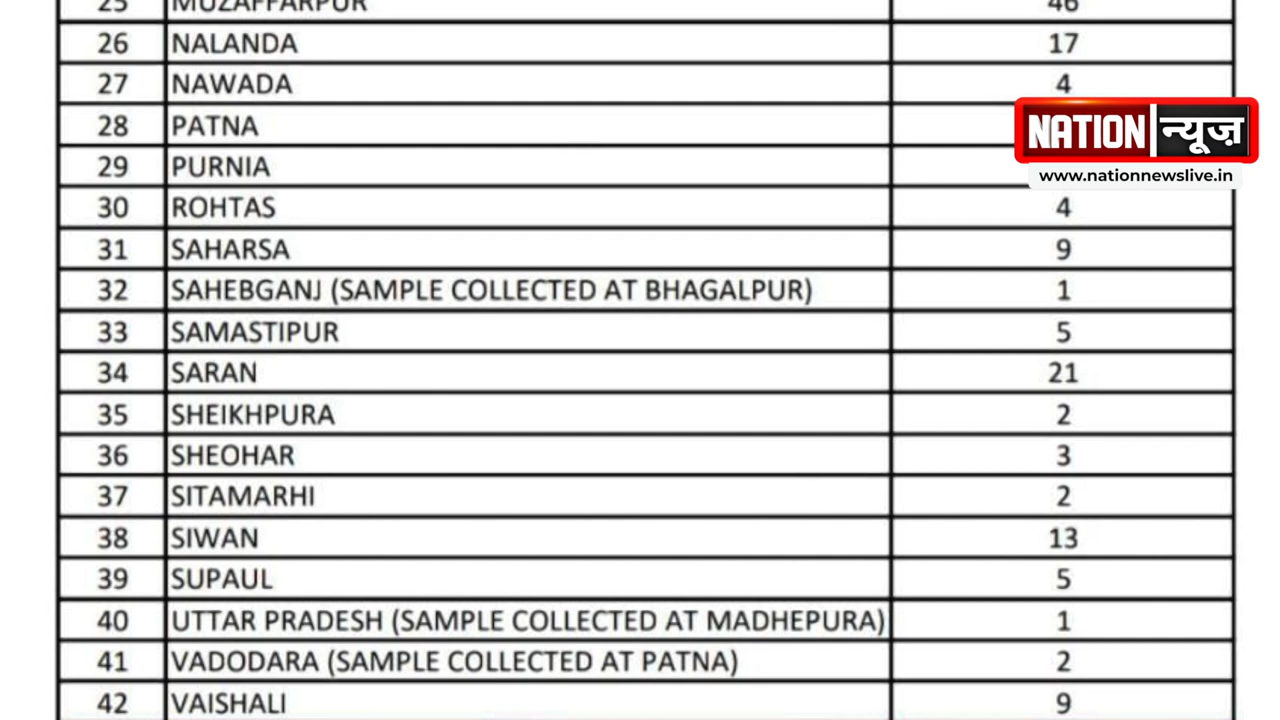 25 MUZAFFARPUR 46
26 NALANDA 17
27 NAWADA 4
28 PATNA
29 PURNIA
30 ROHTAS 4
31 SAHARSA 9
32 SAHEBGANJ (SAMPLE COLLECTED AT BHAGALPUR) 1
33 SAMASTIPUR 5
34 SARAN 21
35 SHEIKHPURA 2
36 SHEOHAR 3
37 SITAMARHI 2
38 SIWAN 13
39 SUPAUL 5
40 UTTAR PRADESH (SAMPLE COLLECTED AT MADHEPURA) 1
41 VADODARA (SAMPLE COLLECTED AT PATNA) 2
42 VAISHALI 9
NATION न्यूज़
www.nationnewslive.in